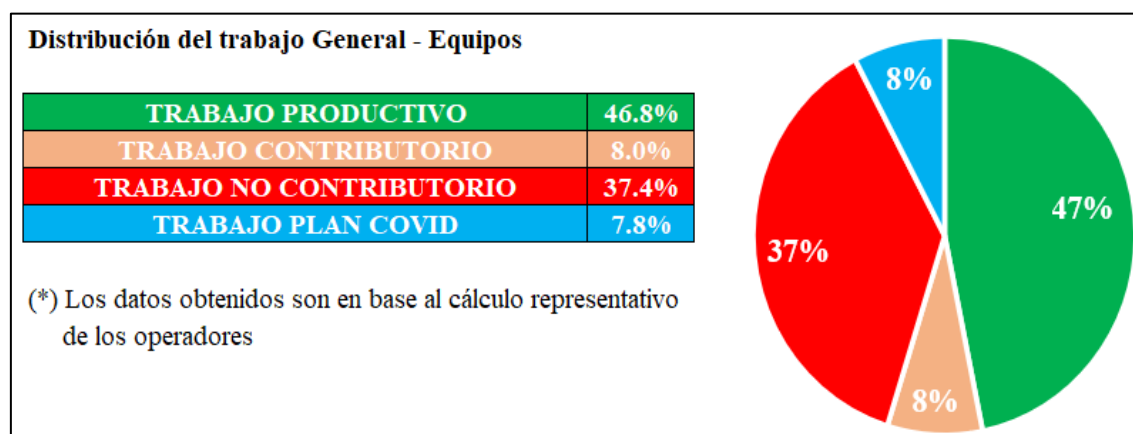 Distribución del trabajo General - Equipos
TRABAJO PRODUCTIVO 46.8%
TRABAJO CONTRIBUTORIO 8.0%
TRABAJO NO CONTRIBUTORIO 37.4%
TRABAJO PLAN COVID 7.8%
(*) Los datos obtenidos son en base al cálculo representativo
de los operadores
8%
47%
37%
8%